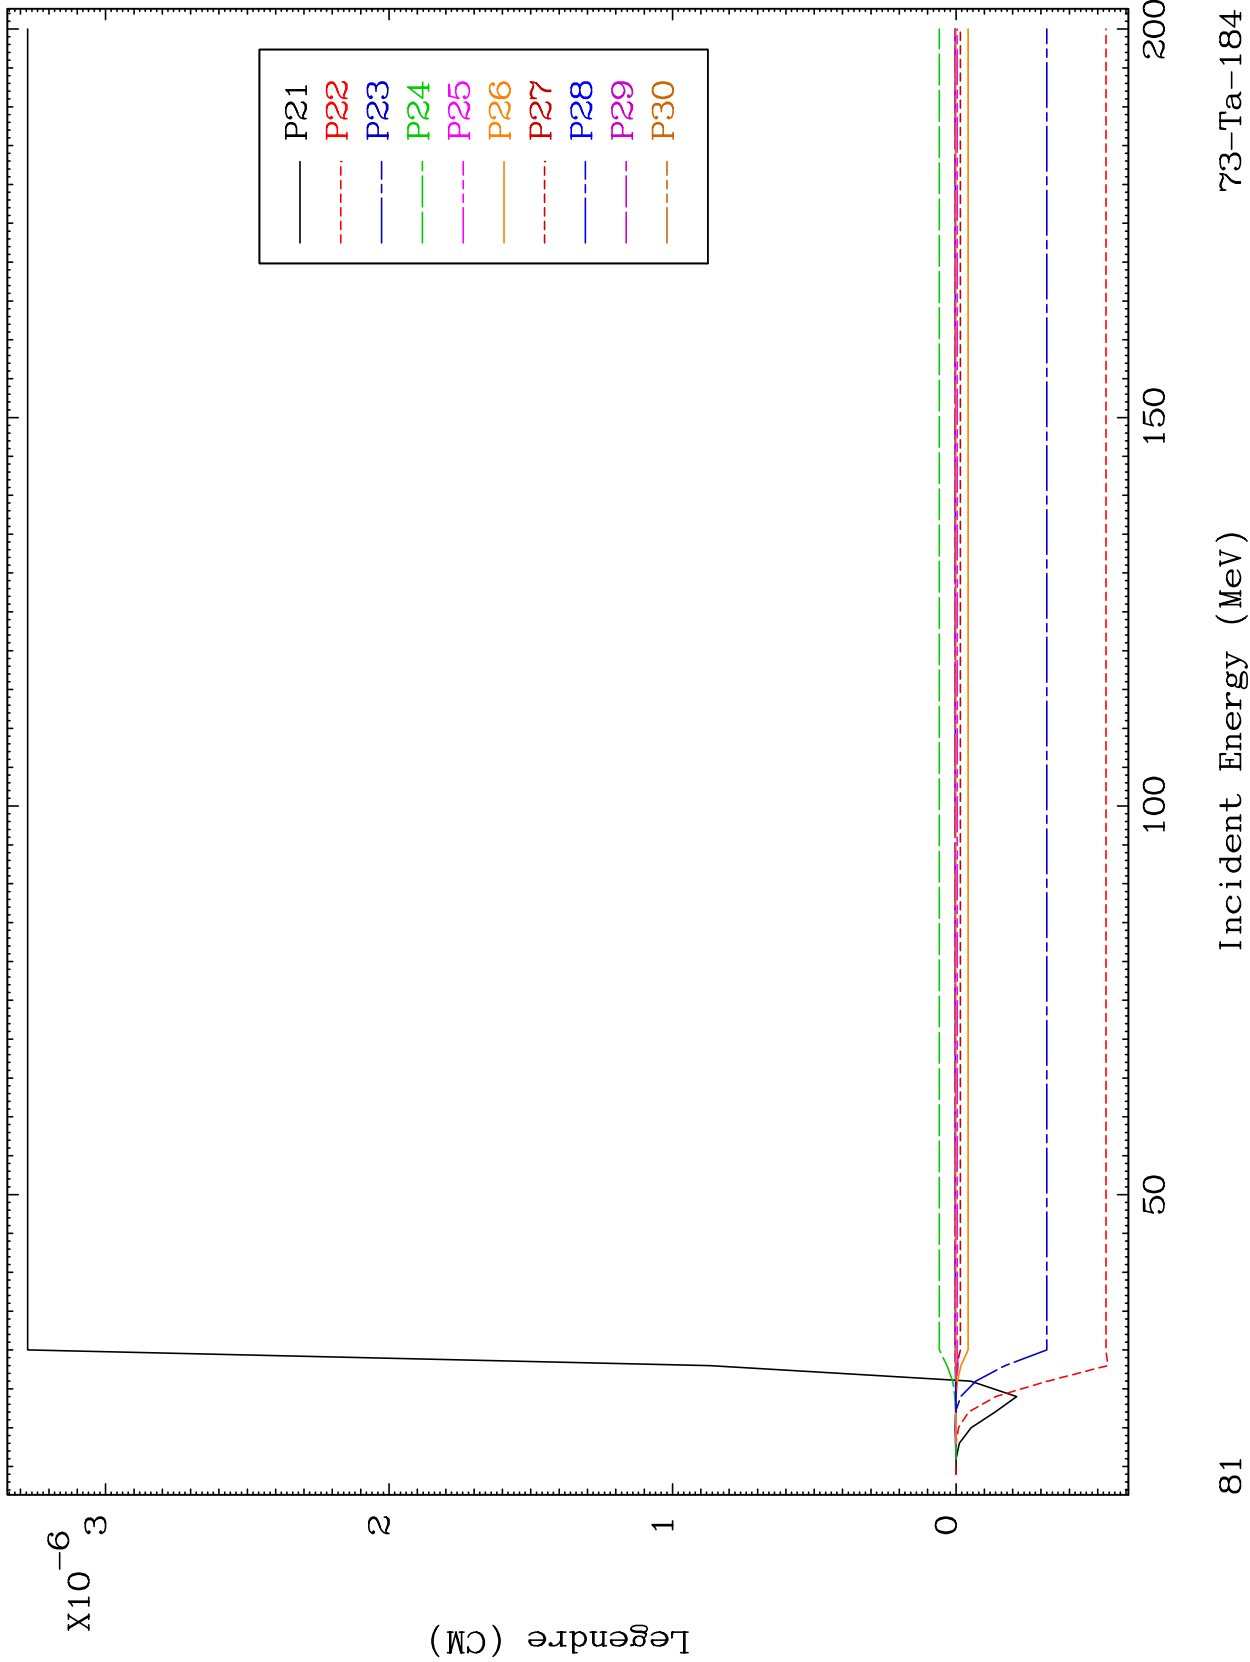 X10-6
3
2
1
0
Legendre (CM)
P21
P22
P23
P24
P25
P26
P27
P28
P29
P30
50
100
150
200
81
Incident Energy (MeV)
73-Ta-184